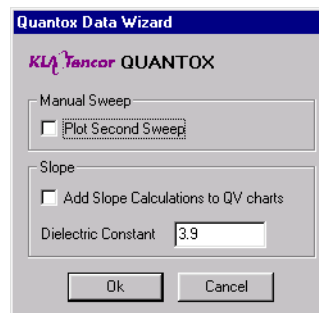 Quantox Data Wizard
KLA Tencor QUANTOX
Manual Sweep
Plot Second Sweep
Slope
Add Slope Calculations to QV charts
Dielectric Constant 3.9
Ok Cancel